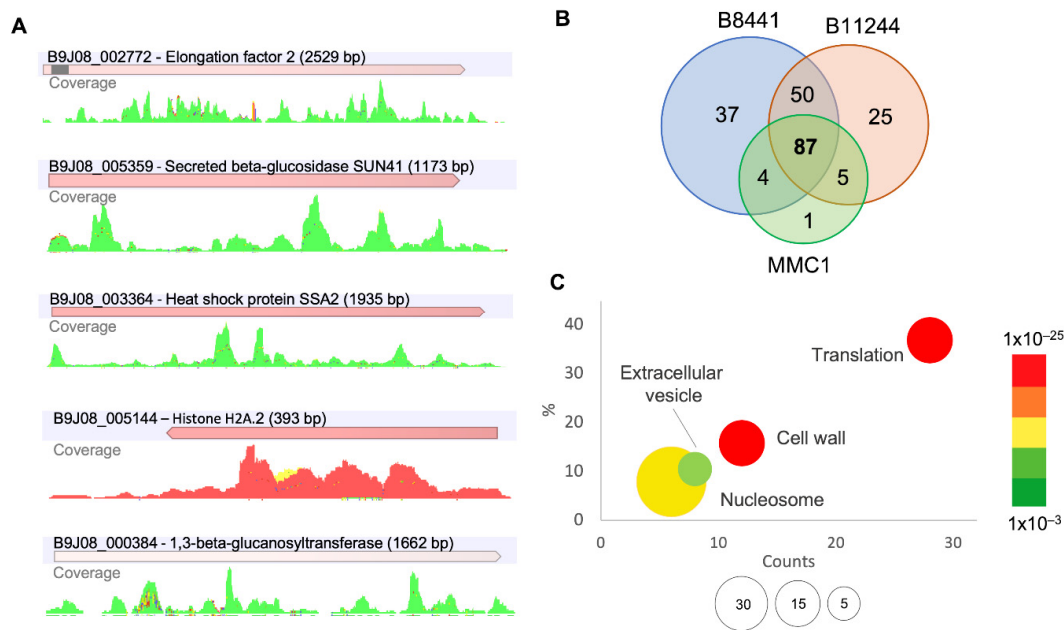 A
B9J08_002772 - Elongation factor 2 (2529 bp)
Coverage
B9J08_005359 - Secreted beta-glucosidase SUN41 (1173 bp)
Coverage
B9J08_003364 - Heat shock protein SSA2 (1935 bp)
Coverage
B9J08_005144 – Histone H2A.2 (393 bp)
Coverage
B9J08_000384 - 1,3-beta-glucanosyltransferase (1662 bp)
Coverage
B
B8441
B11244
37
50
25
87
4
5
1
MMC1
C
40
30
20
10
0
%
Translation
Extracellular
vesicle
Cell wall
Nucleosome
0
10
20
30
Counts
30
15
5
1x10⁻²⁵
1x10⁻³